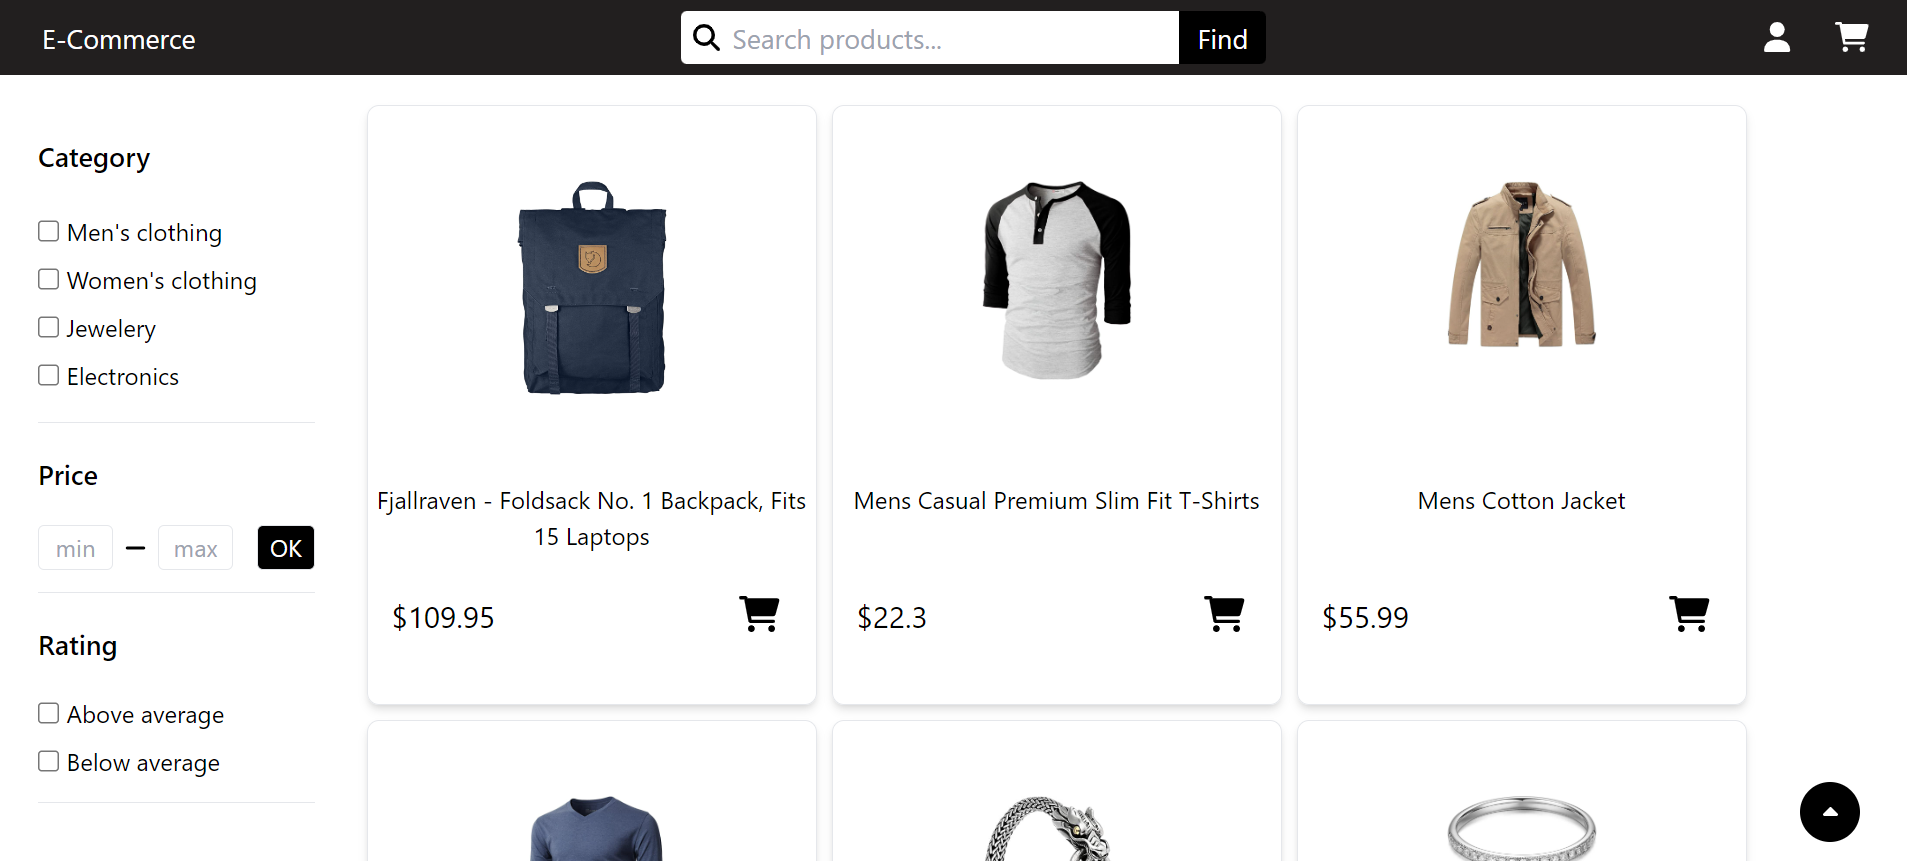 E-Commerce
Search products...
Find
Category
Men's clothing
Women's clothing
Jewelery
Electronics
Price
min
max
OK
Rating
Above average
Below average
Fjallraven - Foldsack No. 1 Backpack, Fits
15 Laptops
$109.95
Mens Casual Premium Slim Fit T-Shirts
$22.3
Mens Cotton Jacket
$55.99